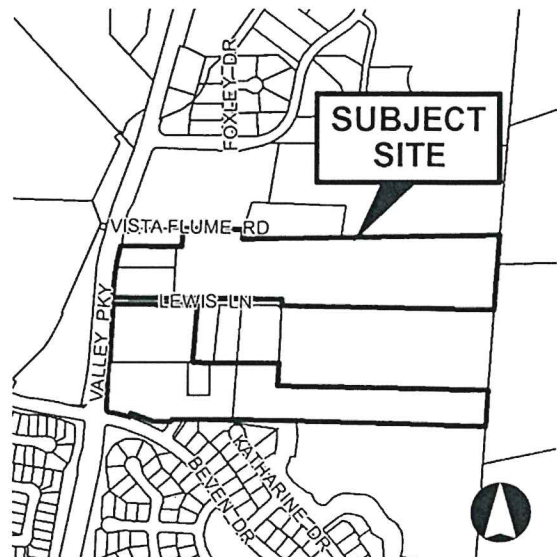 FOXLEY DR
SUBJECT
SITE
VISTA FLUME RD
LEWIS LN
VALLEY PKY
KATHARINE DR
BEVEN DR